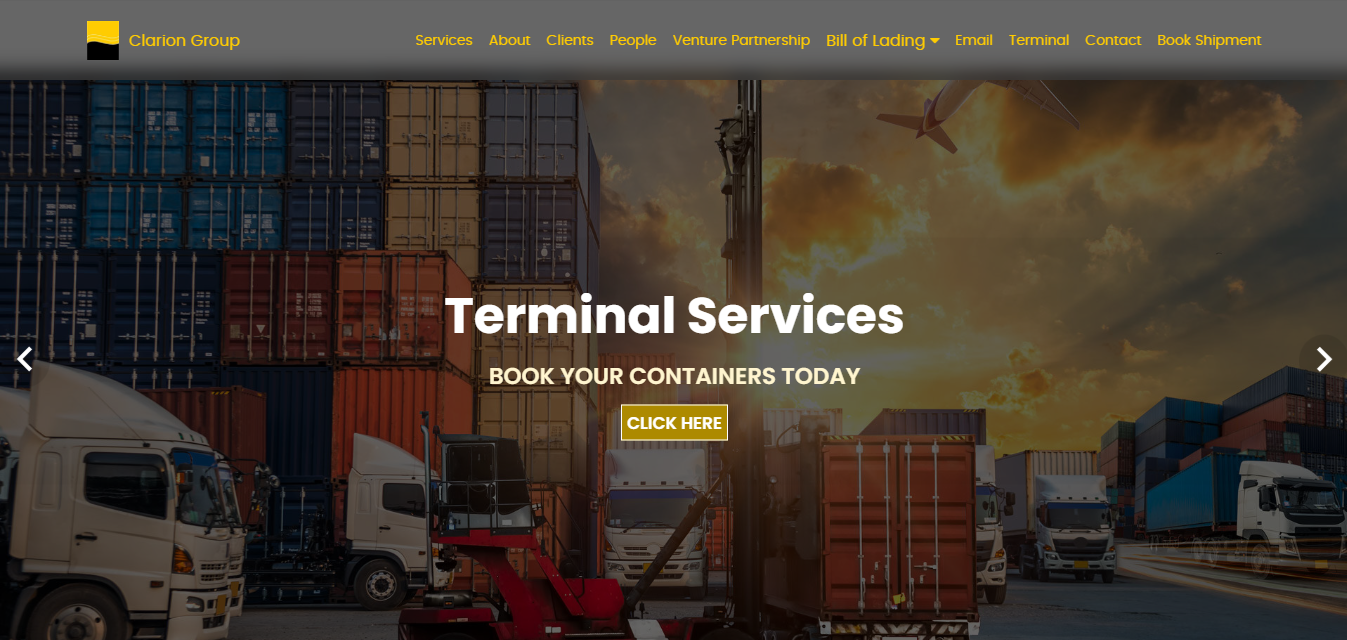 Clarion Group
Services About Clients People Venture Partnership Bill of Lading Email Terminal Contact Book Shipment
Terminal Services
BOOK YOUR CONTAINERS TODAY
CLICK HERE